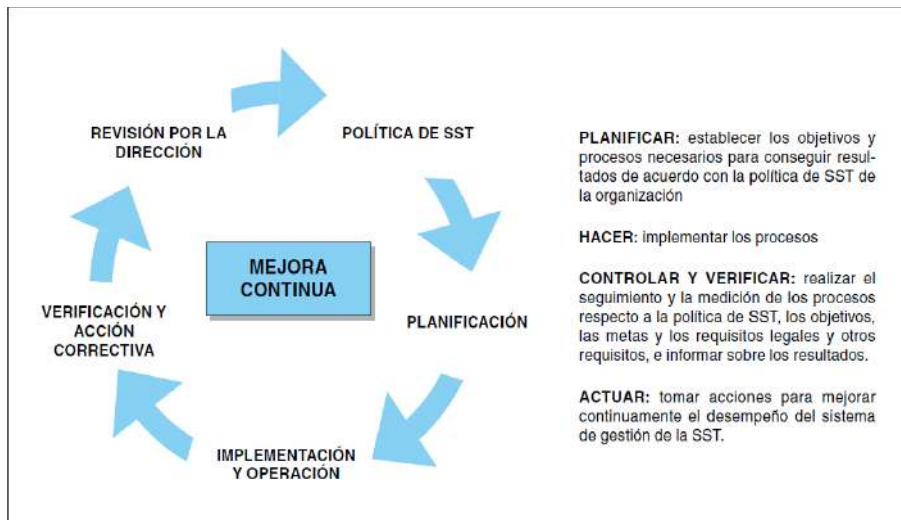 REVISIÓN POR LA
DIRECCIÓN
POLÍTICA DE SST
MEJORA
CONTINUA
VERIFICACIÓN Y
ACCIÓN
CORRECTIVA
PLANIFICACIÓN
IMPLEMENTACIÓN
Y OPERACIÓN
PLANIFICAR: establecer los objetivos y
procesos necesarios para conseguir resul-
tados de acuerdo con la política de SST de
la organización
HACER: implementar los procesos
CONTROLAR Y VERIFICAR: realizar el
seguimiento y la medición de los procesos
respecto a la política de SST, los objetivos,
las metas y los requisitos legales y otros
requisitos, e informar sobre los resultados.
ACTUAR: tomar acciones para mejorar
continuamente el desempeño del sistema
de gestión de la SST.